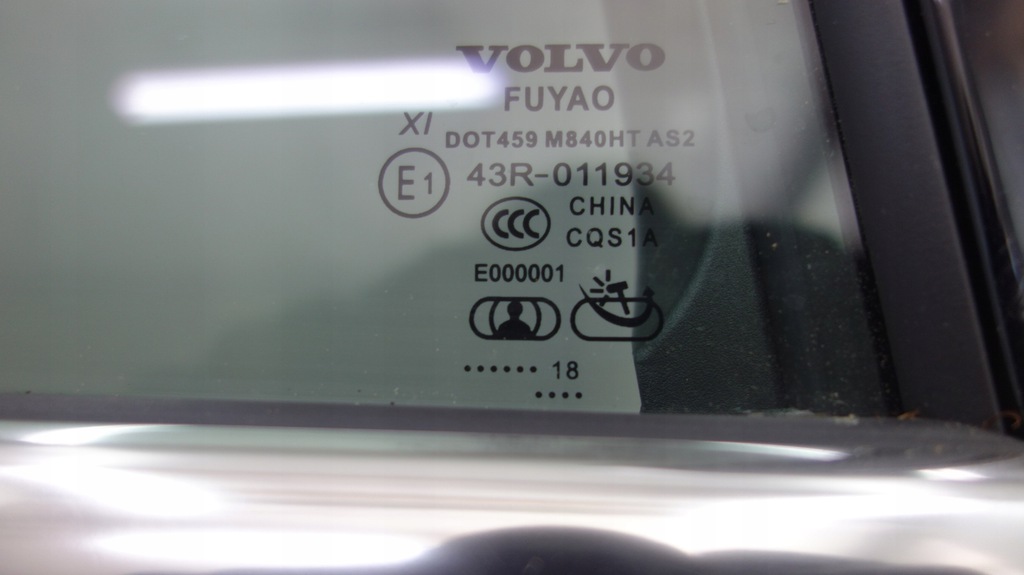 VOLVO
FUYAO
XI
DOT459 M840HT AS2
E1
43R-011934
CCC
CHINA
CQS1A
E000001
...... 18
....